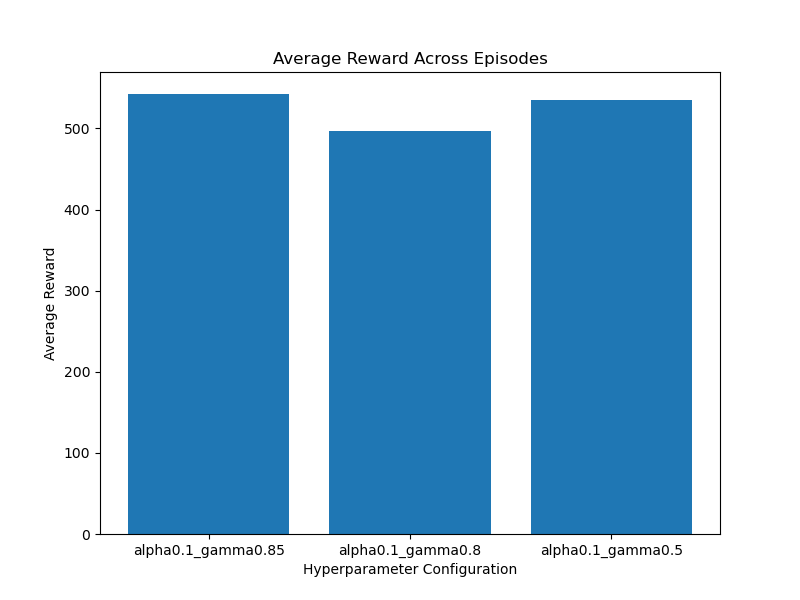 Average Reward Across Episodes
500
400
300
200
100
0
Average Reward
alpha0.1_gamma0.85 alpha0.1_gamma0.8 alpha0.1_gamma0.5
Hyperparameter Configuration